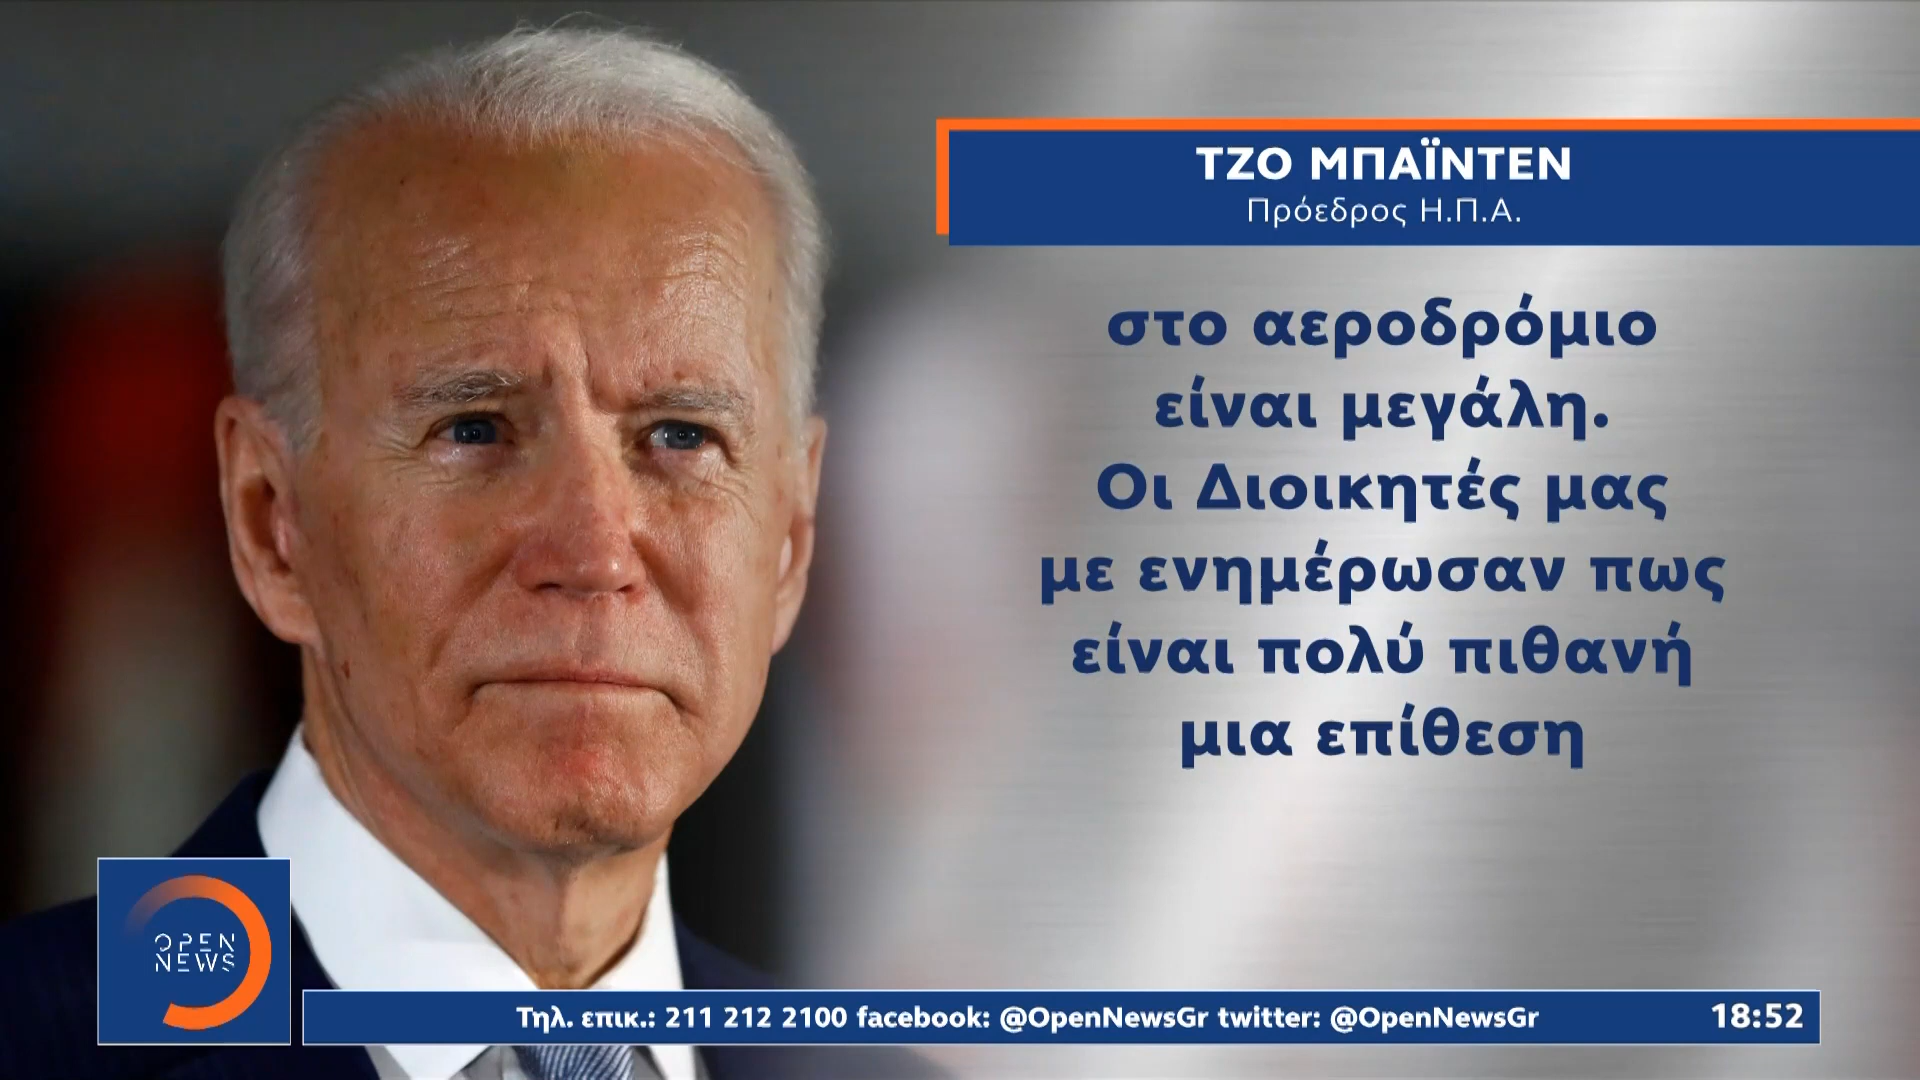 ΤΖΟ ΜΠΑΪΝΤΕΝ
Πρόεδρος Η.Π.Α.
στο αεροδρόμιο
είναι μεγάλη.
Οι Διοικητές μας
με ενημέρωσαν πως
είναι πολύ πιθανή
μια επίθεση
OPEN
NEWS
Τηλ. επικ.: 211 212 2100 facebook: @OpenNewsGr twitter: @OpenNewsGr
18:52